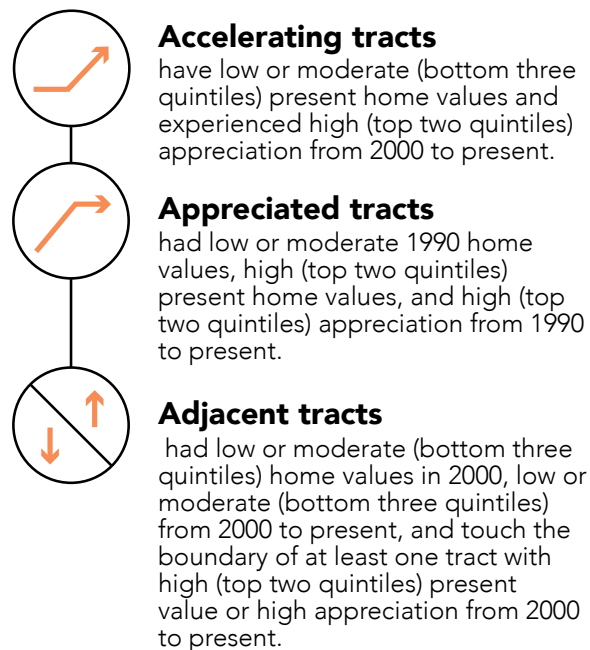 Accelerating tracts
have low or moderate (bottom three
quintiles) present home values and
experienced high (top two quintiles)
appreciation from 2000 to present.
Appreciated tracts
had low or moderate 1990 home
values, high (top two quintiles)
present home values, and high (top
two quintiles) appreciation from 1990
to present.
Adjacent tracts
had low or moderate (bottom three
quintiles) home values in 2000, low or
moderate (bottom three quintiles)
from 2000 to present, and touch the
boundary of at least one tract with
high (top two quintiles) present
value or high appreciation from 2000
to present.